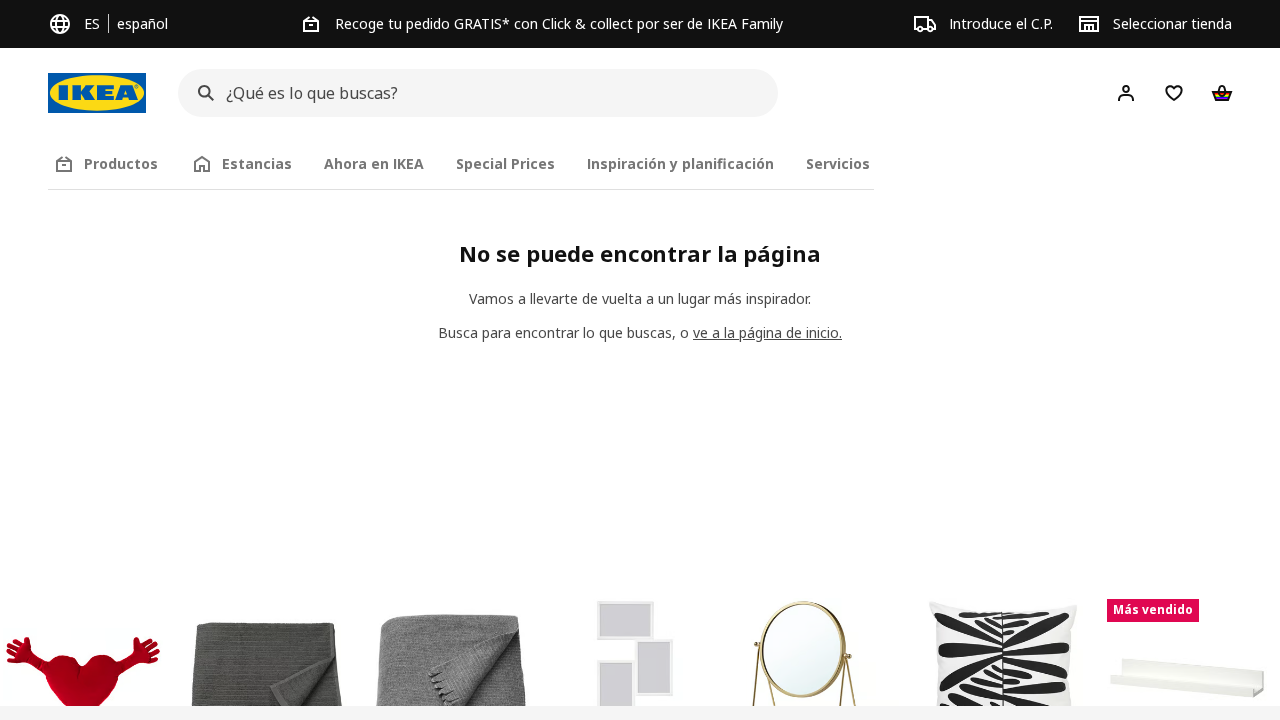 ES | español
Recoge tu pedido GRATIS* con Click & collect por ser de IKEA Family
Introduce el C.P.
Seleccionar tienda
IKEA
¿Qué es lo que buscas?
Productos
Estancias
Ahora en IKEA
Special Prices
Inspiración y planificación
Servicios
No se puede encontrar la página
Vamos a llevarte de vuelta a un lugar más inspirador.
Busca para encontrar lo que buscas, o ve a la página de inicio.
Más vendido